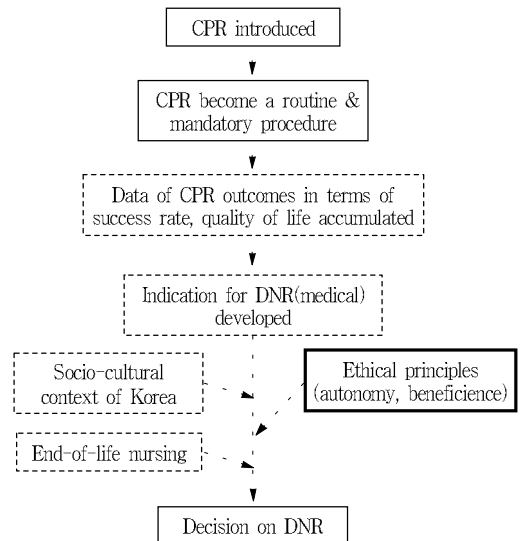 CPR introduced
CPR become a routine &
mandatory procedure
Data of CPR outcomes in terms of
success rate, quality of life accumulated
Indication for DNR(medical)
developed
Socio-cultural
context of Korea
Ethical principles
(autonomy, beneficience)
End-of-life nursing
Decision on DNR